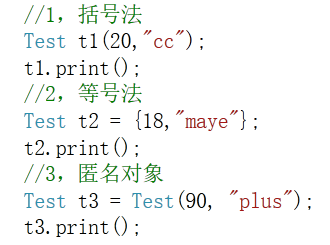 //1，括号法
Test t1(20,"cc");
t1.print();
//2，等号法
Test t2 = {18,"maye"};
t2.print();
//3，匿名对象
Test t3 = Test(90, "plus");
t3.print();